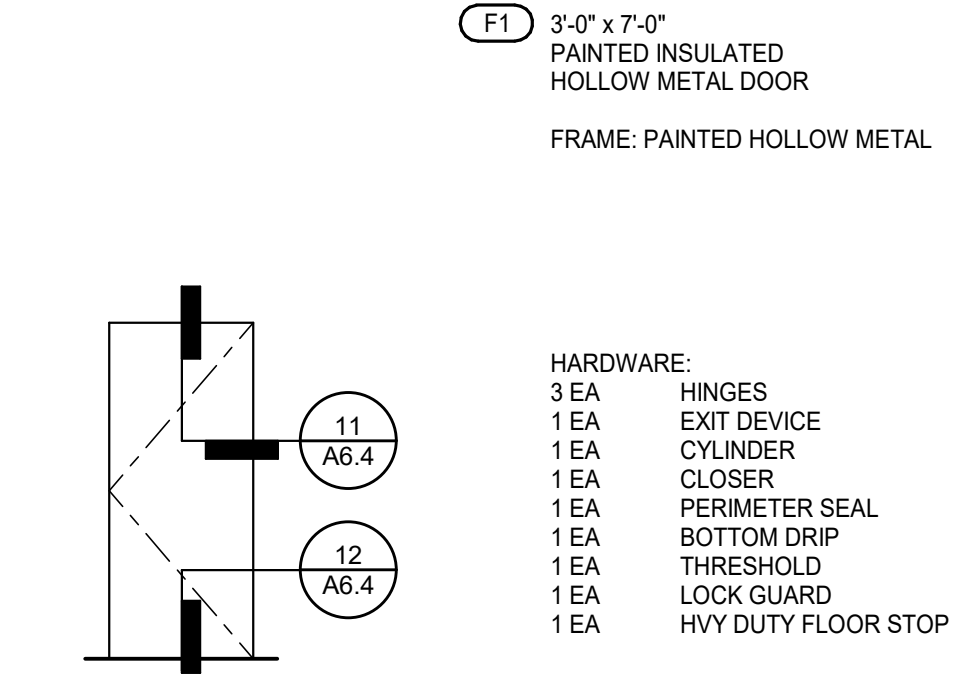 F1 3'-0" x 7'-0"
PAINTED INSULATED
HOLLOW METAL DOOR
FRAME: PAINTED HOLLOW METAL
11
A6.4
12
A6.4
HARDWARE:
3 EA HINGES
1 EA EXIT DEVICE
1 EA CYLINDER
1 EA CLOSER
1 EA PERIMETER SEAL
1 EA BOTTOM DRIP
1 EA THRESHOLD
1 EA LOCK GUARD
1 EA HVY DUTY FLOOR STOP